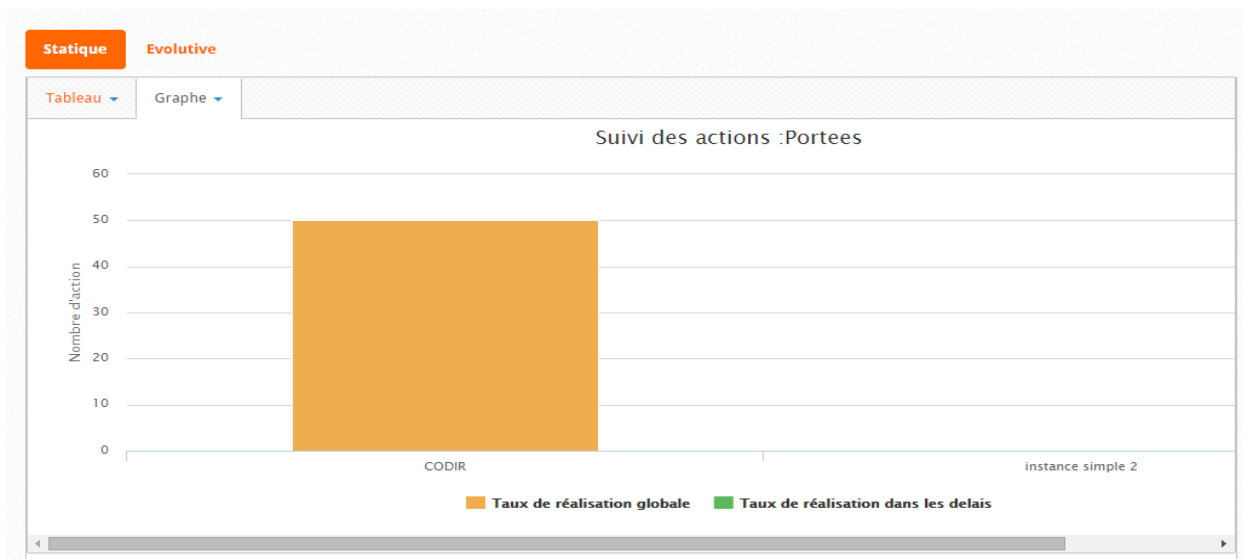 Statique Evolutive
Tableau Graphe
Suivi des actions :Portees
60
50
40
30
20
10
0
Nombre d'action
CODIR instance simple 2
Taux de réalisation globale Taux de réalisation dans les delais